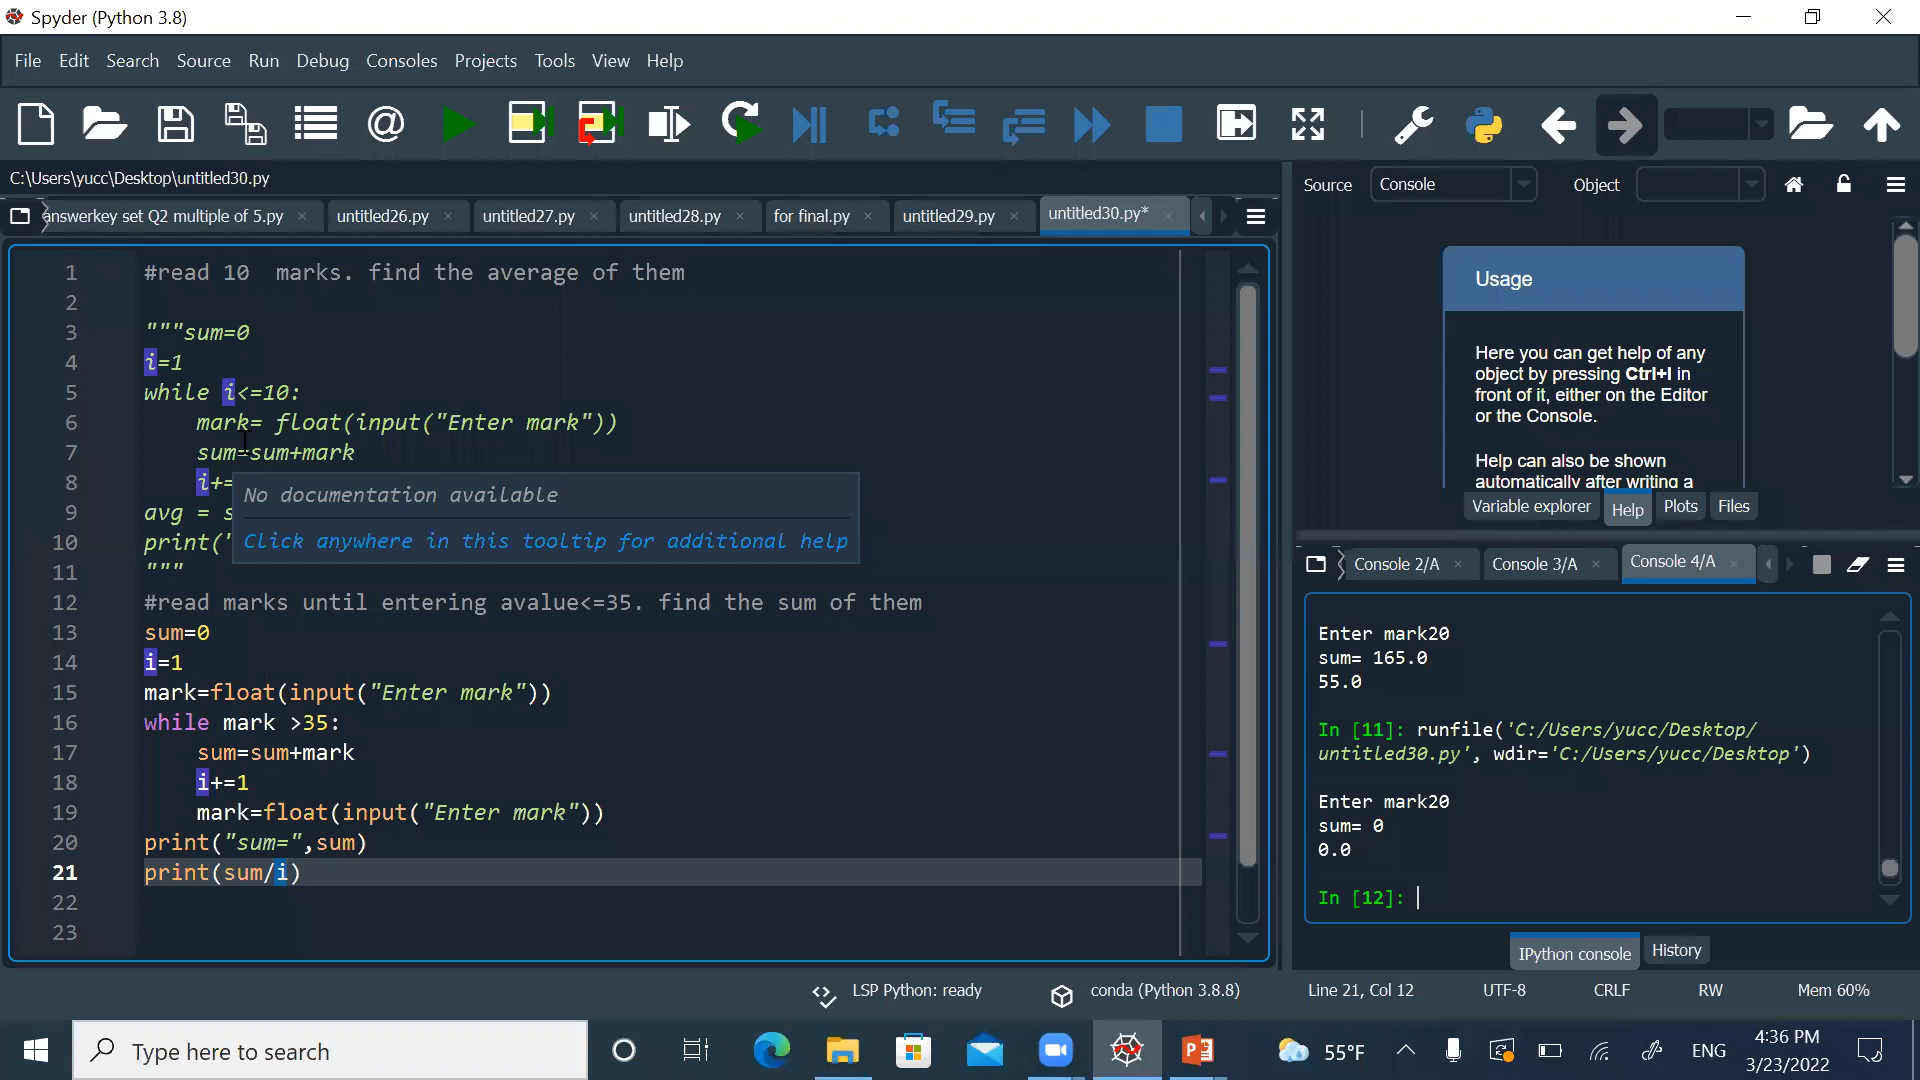 Spyder (Python 3.8)
File Edit Search Source Run Debug Consoles Projects Tools View Help
C:\Users\yucc\Desktop\untitled30.py
answerkey set Q2 multiple of 5.py untitled26.py untitled27.py untitled28.py for final.py untitled29.py untitled30.py*
1 #read 10  marks. find the average of them
2
3 """sum=0
4 i=1
5 while i<=10:
6     mark= float(input("Enter mark"))
7     sum=sum+mark
8     i+=
9 avg = s
10 print('
11 """
No documentation available
Click anywhere in this tooltip for additional help
12 #read marks until entering avalue<=35. find the sum of them
13 sum=0
14 i=1
15 mark=float(input("Enter mark"))
16 while mark >35:
17     sum=sum+mark
18     i+=1
19     mark=float(input("Enter mark"))
20 print("sum=",sum)
21 print(sum/i)
22
23
Source Console Object
Usage
Here you can get help of any
object by pressing Ctrl+I in
front of it, either on the Editor
or the Console.
Help can also be shown
automatically after writing a
Variable explorer Help Plots Files
Console 2/A Console 3/A Console 4/A
Enter mark20
sum= 165.0
55.0
In [11]: runfile('C:/Users/yucc/Desktop/
untitled30.py', wdir='C:/Users/yucc/Desktop')
Enter mark20
sum= 0
0.0
In [12]:
IPython console History
LSP Python: ready conda (Python 3.8.8) Line 21, Col 12 UTF-8 CRLF RW Mem 60%
Type here to search
55°F ENG
4:36 PM
3/23/2022